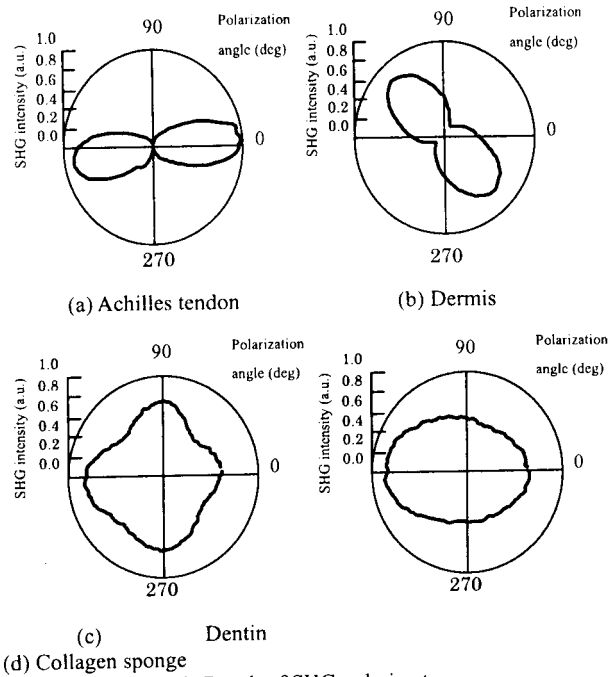 90
Polarization
angle (deg)
1.0
0.8
0.6
0.4
0.2
0.0
SHG intensity (a.u.)
0
270
(a) Achilles tendon
90
Polarization
angle (deg)
1.0
0.8
0.6
0.4
0.2
0.0
SHG intensity (a.u.)
0
270
(b) Dermis
90
Polarization
angle (deg)
1.0
0.8
0.6
0.4
0.2
0.0
SHG intensity (a.u.)
0
270
90
Polarization
angle (deg)
1.0
0.8
0.6
0.4
0.2
0.0
SHG intensity (a.u.)
0
270
(c) Dentin
(d) Collagen sponge
of SHG